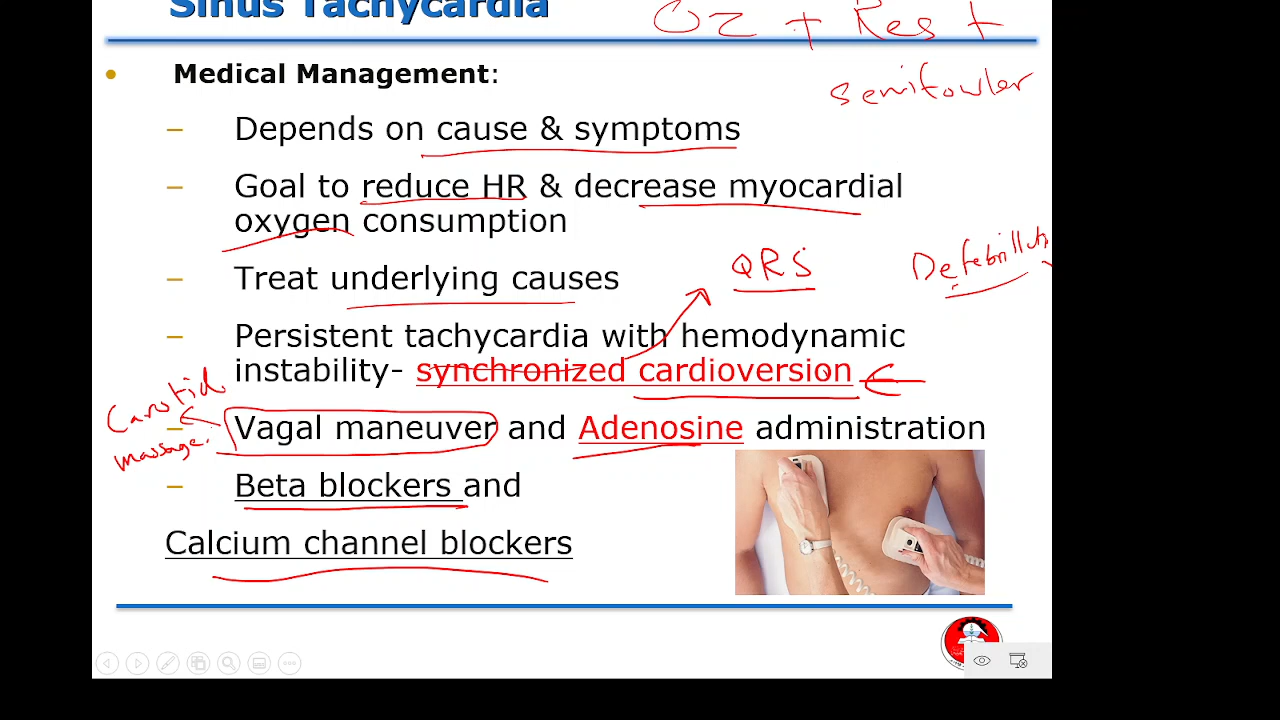 Sinus Tachycardia
O2 + Rest
semifowler
• Medical Management:
– Depends on cause & symptoms
– Goal to reduce HR & decrease myocardial
oxygen consumption
QRS
– Treat underlying causes
– Persistent tachycardia with hemodynamic
instability- synchronized cardioversion
Carotid
massage.
– Vagal maneuver and Adenosine administration
– Beta blockers and
Calcium channel blockers